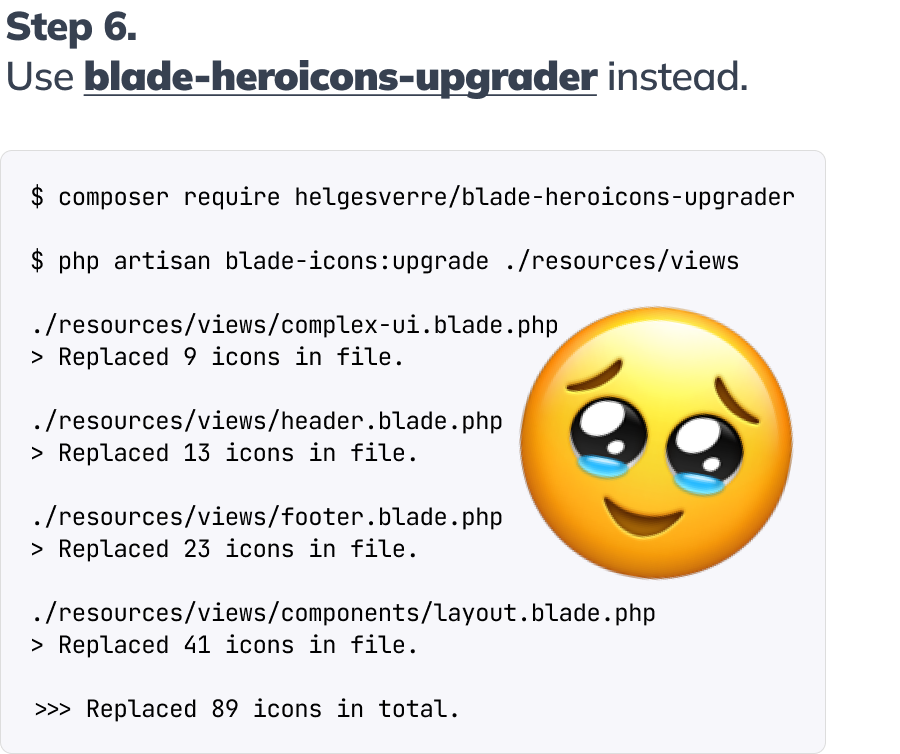 Step 6.
Use blade-heroicons-upgrader instead.
$ composer require helgesverre/blade-heroicons-upgrader
$ php artisan blade-icons:upgrade ./resources/views
./resources/views/complex-ui.blade.php
> Replaced 9 icons in file.
./resources/views/header.blade.php
> Replaced 13 icons in file.
./resources/views/footer.blade.php
> Replaced 23 icons in file.
./resources/views/components/layout.blade.php
> Replaced 41 icons in file.
>>> Replaced 89 icons in total.